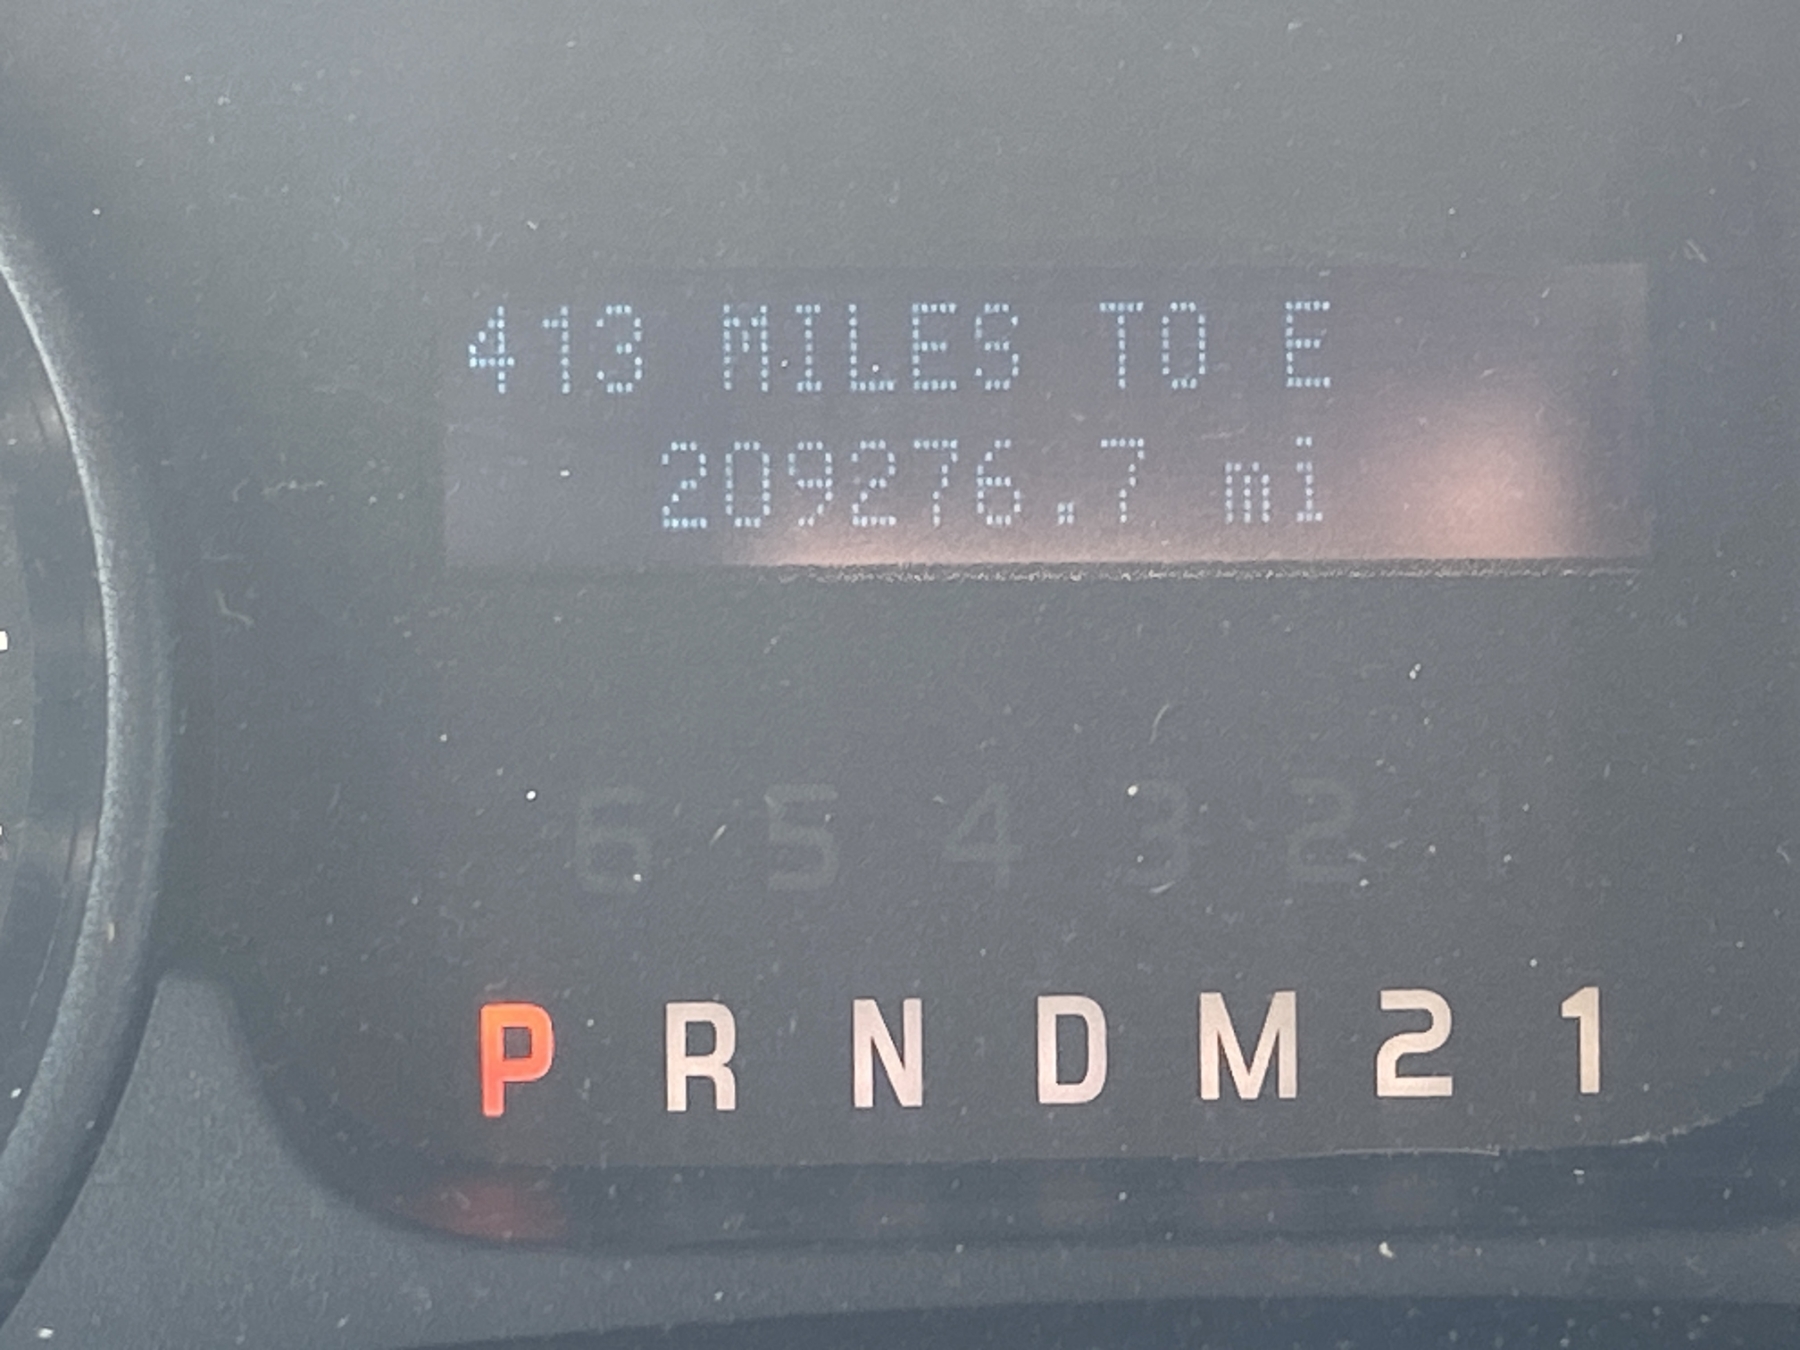 413 MILES TO E
209276.7 mi
6 5 4 3 2 1
P R N D M 2 1